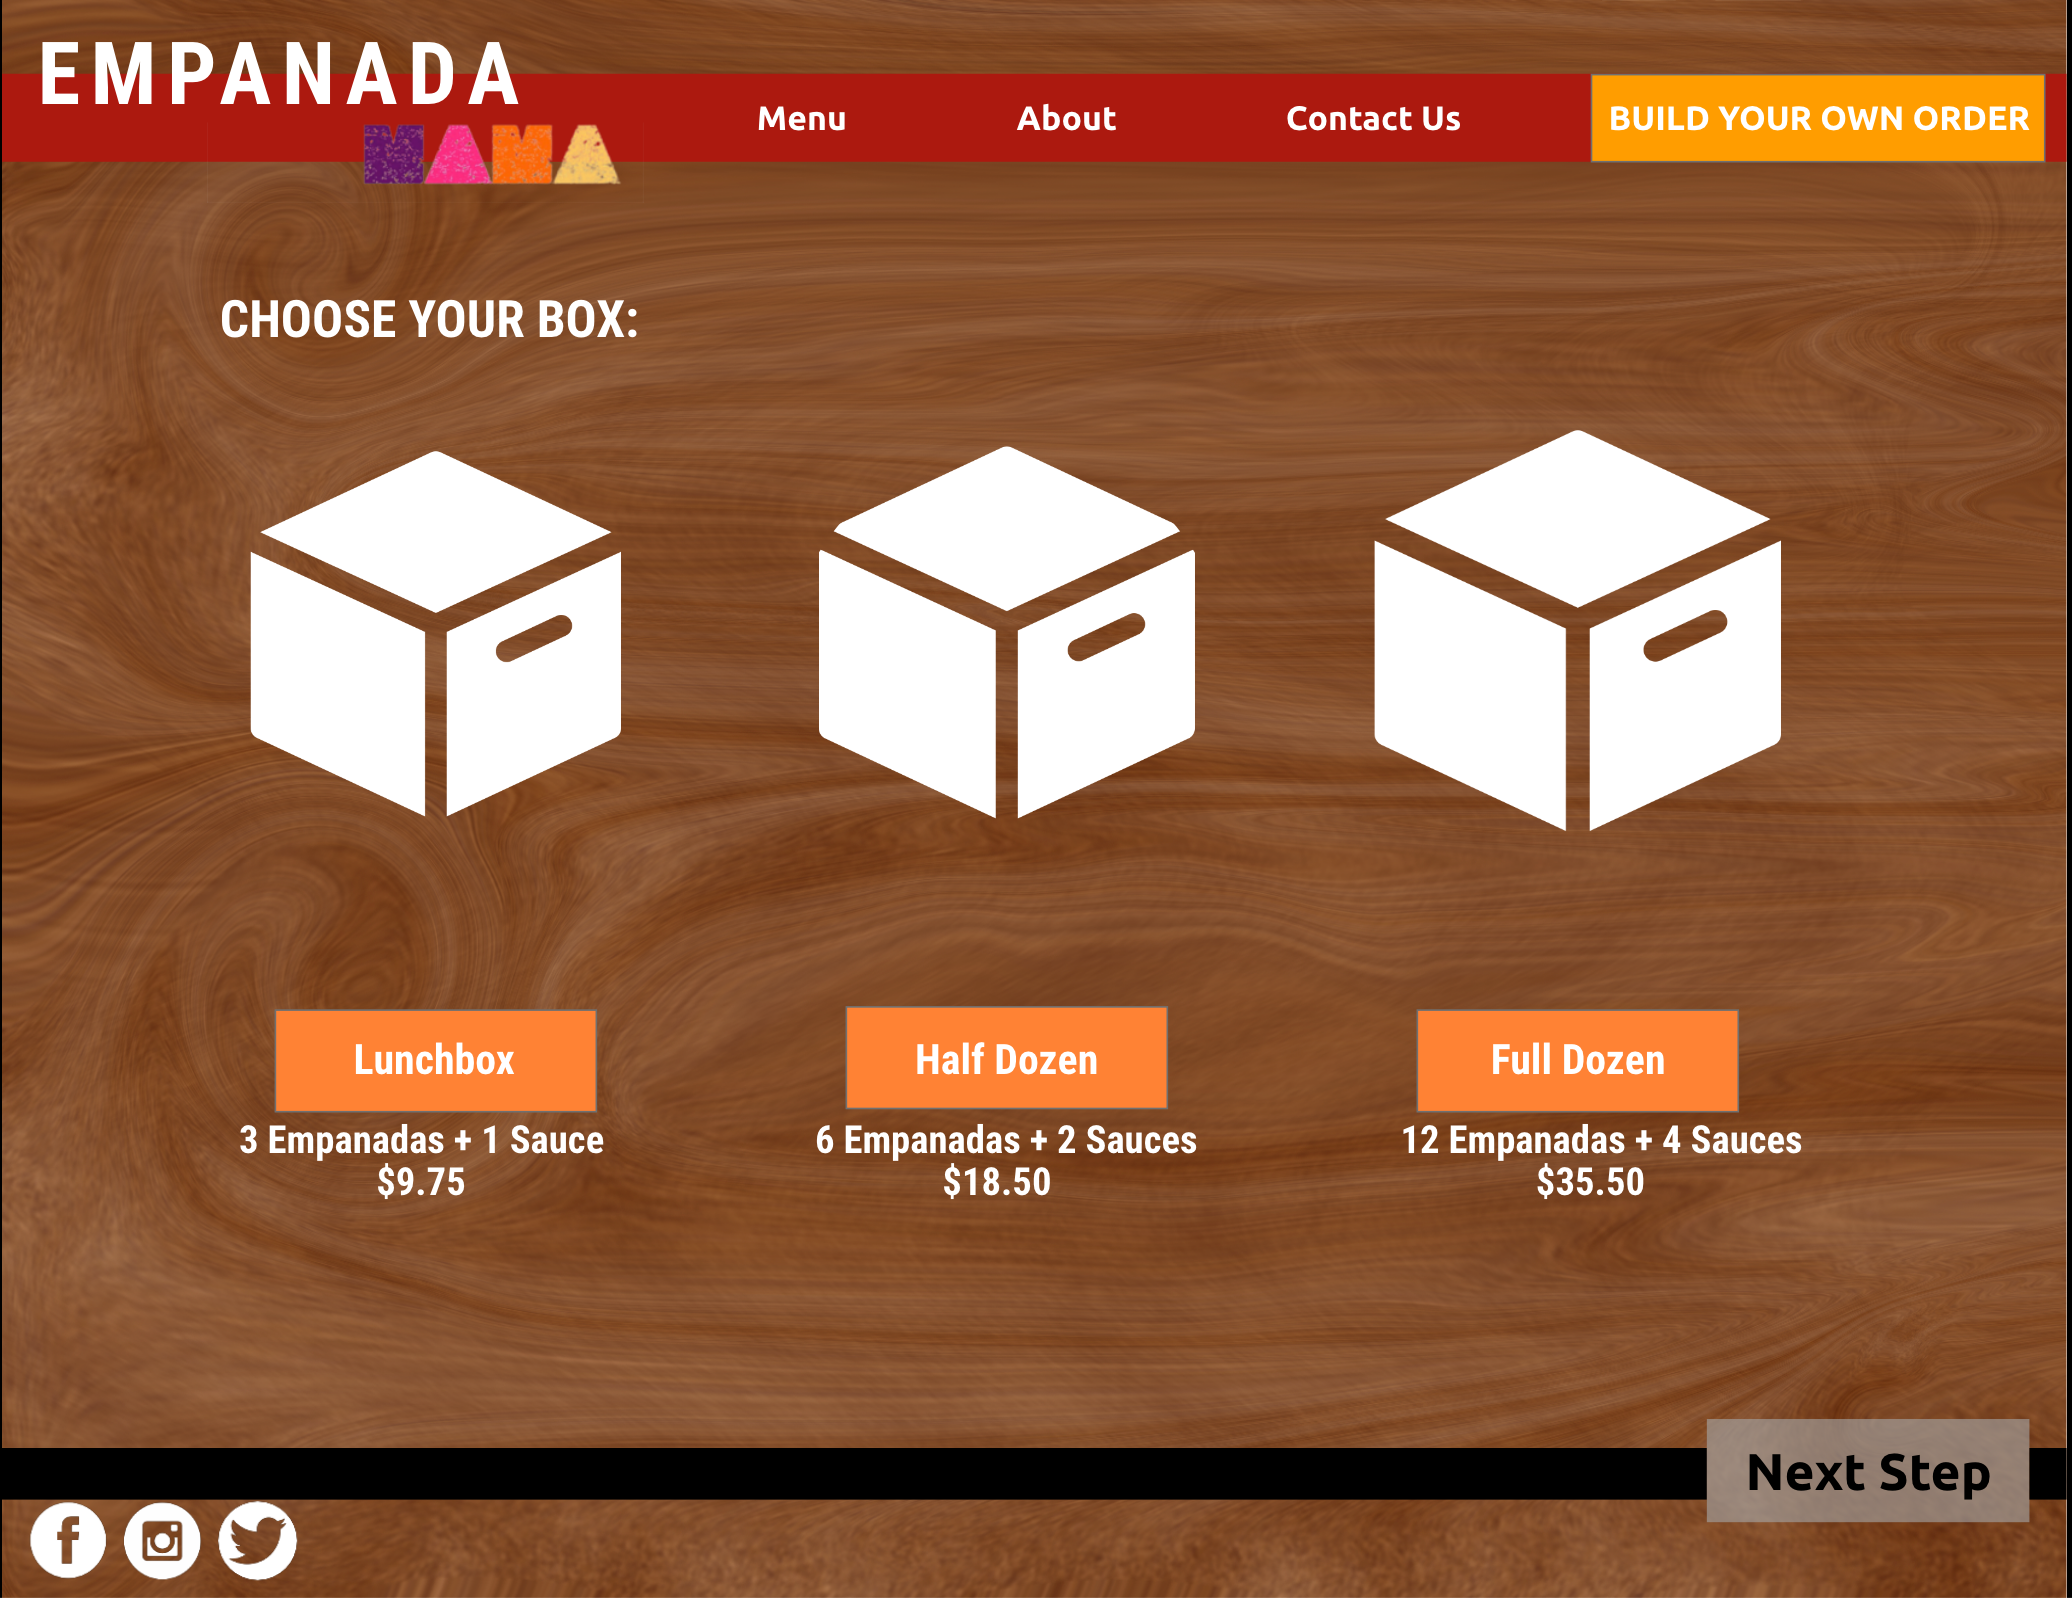 EMPANADA
MAMA
Menu
About
Contact Us
BUILD YOUR OWN ORDER
CHOOSE YOUR BOX:
Lunchbox
3 Empanadas + 1 Sauce
$9.75
Half Dozen
6 Empanadas + 2 Sauces
$18.50
Full Dozen
12 Empanadas + 4 Sauces
$35.50
Next Step